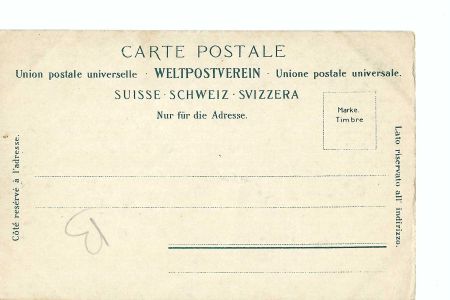 CARTE POSTALE
Union postale universelle · WELTPOSTVEREIN · Unione postale universale.
SUISSE · SCHWEIZ · SVIZZERA
Nur für die Adresse.
Marke.
Timbre
Côté resérvé à l'adresse.
Lato riservato all' indirizzo.